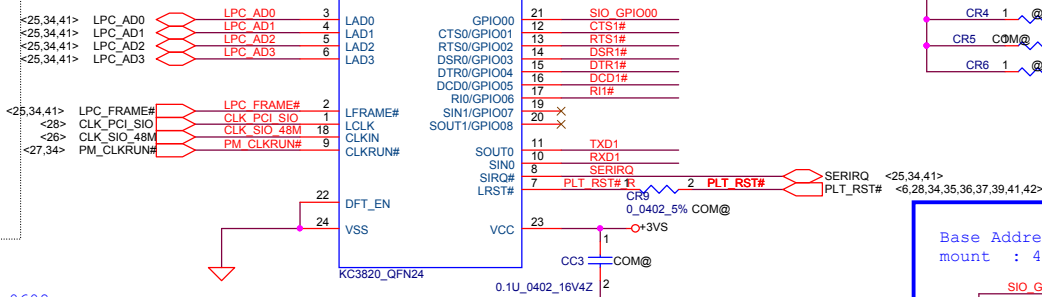 <25,34,41> LPC_AD0 LPC_AD0 3 LAD0
<25,34,41> LPC_AD1 LPC_AD1 4 LAD1
<25,34,41> LPC_AD2 LPC_AD2 5 LAD2
<25,34,41> LPC_AD3 LPC_AD3 6 LAD3
<25,34,41> LPC_FRAME# LPC_FRAME# 2 LFRAME#
<28> CLK_PCI_SIO CLK_PCI_SIO 1 LCLK
<26> CLK_SIO_48M CLK_SIO_48M 18 CLKIN
<27,34> PM_CLKRUN# PM_CLKRUN# 9 CLKRUN#
22 DFT_EN
24 VSS
GPIO00 21 SIO_GPIO00
CTS0/GPIO01 12 CTS1#
RTS0/GPIO02 13 RTS1#
DSR0/GPIO03 14 DSR1#
DTR0/GPIO04 15 DTR1#
DCD0/GPIO05 16 DCD1#
RI0/GPIO06 17 RI1#
SIN1/GPIO07 19
SOUT1/GPIO08 20
SOUT0 11 TXD1
SIN0 10 RXD1
SIRQ# 8 SERIRQ SERIRQ <25,34,41>
LRST# 7 PLT_RST#_R 1 2 PLT_RST# PLT_RST# <6,28,34,35,36,37,39,41,42>
CR9
0_0402_5% COM@
VCC 23 +3VS
1
CC3 COM@
0.1U_0402_16V4Z 2
KC3820_QFN24
CR4 1 @
CR5 COM@ 1
CR6 1 @
Base Addre
mount : 4
SIO_G